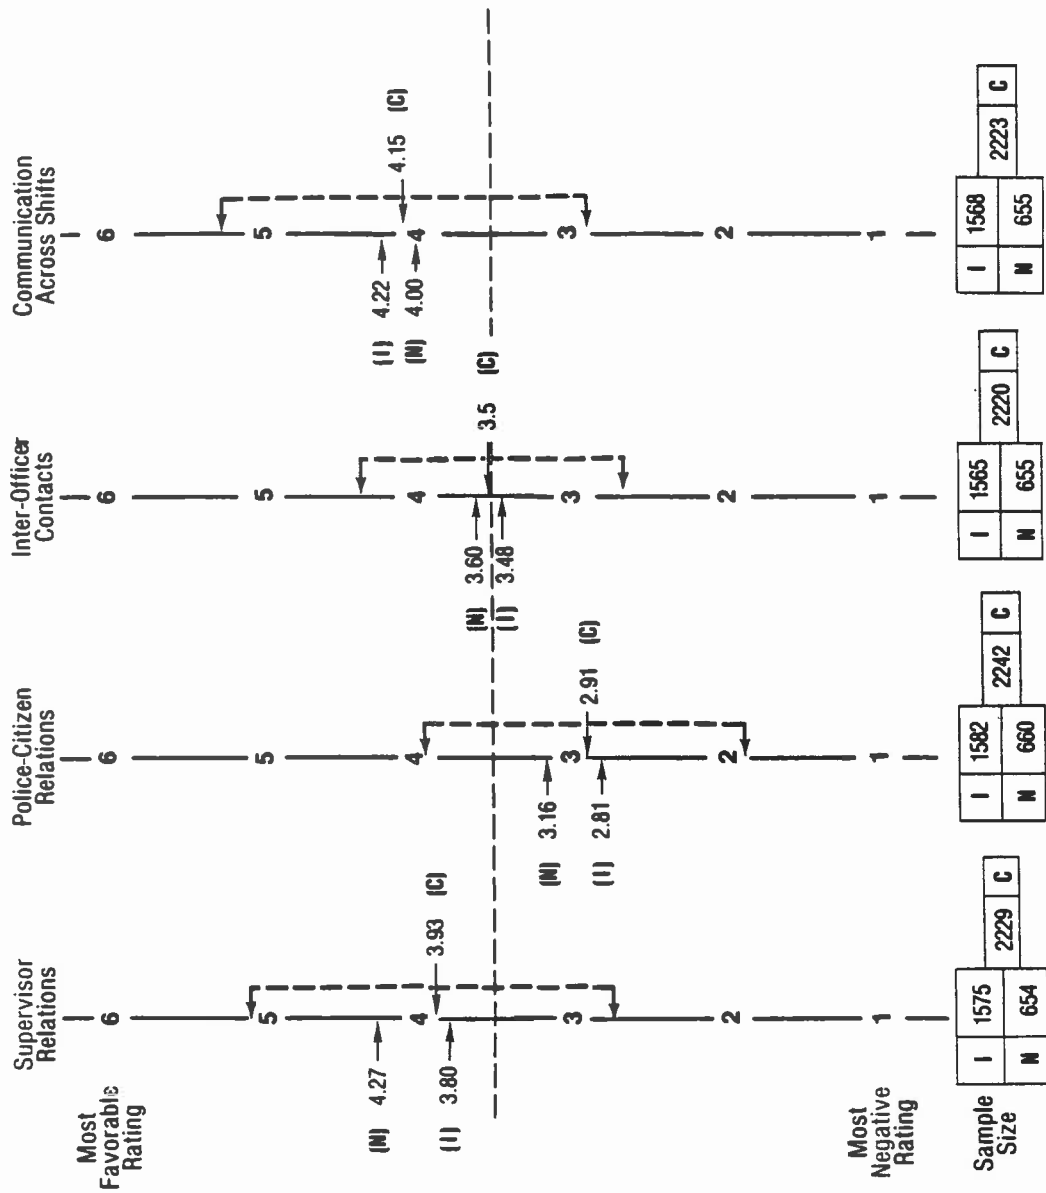 Supervisor
Relations
Police-Citizen
Relations
Inter-Officer
Contacts
Communication
Across Shifts
Most
Favorable
Rating
6
6
6
6
5
5
5
5
(N) 4.27
4
3.93 (C)
(I) 3.80
4
4
(I) 4.22
4.15 (C)
(N) 4.00
4
(N) 3.60
3.5 (C)
(I) 3.48
3
(N) 3.16
3
2.91 (C)
(I) 2.81
3
3
2
2
2
2
Most
Negative
Rating
1
1
1
1
Sample
Size
I 1575
2229 C
N 654
I 1582
2242 C
N 660
I 1565
2220 C
N 655
I 1568
2223 C
N 655